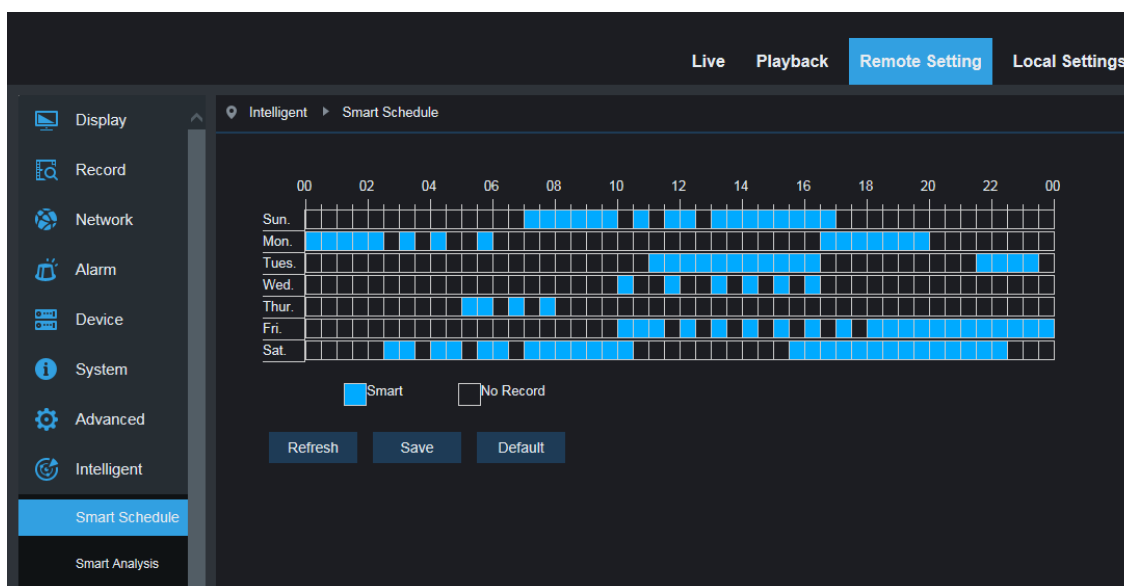 Live Playback Remote Setting Local Settings
Intelligent Smart Schedule
Display
Record
Network
Alarm
Device
System
Advanced
Intelligent
Smart Schedule
Smart Analysis
00 02 04 06 08 10 12 14 16 18 20 22 00
Sun.
Mon.
Tues.
Wed.
Thur.
Fri.
Sat.
Smart No Record
Refresh Save Default